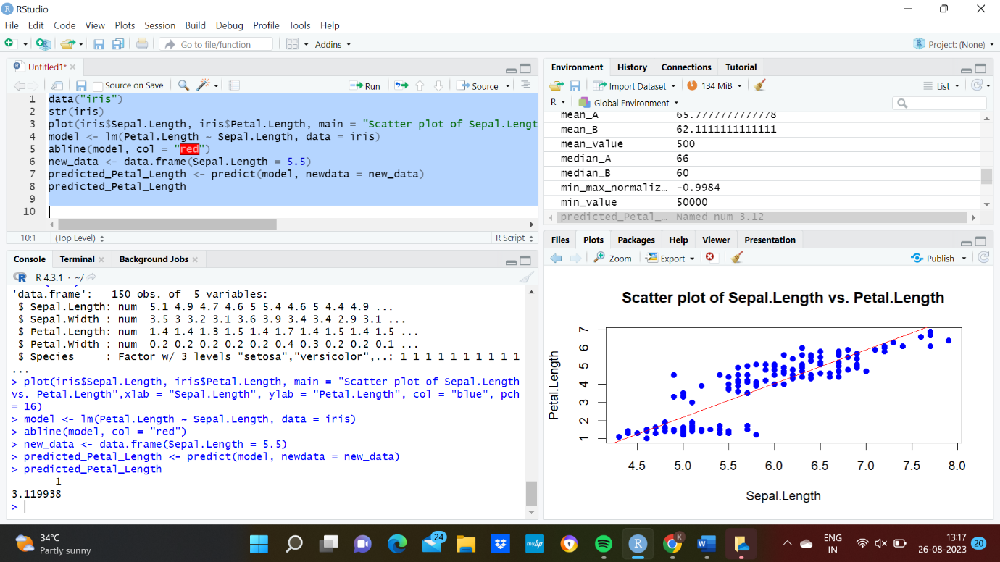 RStudio
File Edit Code View Plots Session Build Debug Profile Tools Help
Go to file/function Addins Project: (None)
Untitled1*
Source on Save Run Source
1 data("iris")
2 str(iris)
3 plot(iris$Sepal.Length, iris$Petal.Length, main = "Scatter plot of Sepal.Lengt
4 model <- lm(Petal.Length ~ Sepal.Length, data = iris)
5 abline(model, col = "red")
6 new_data <- data.frame(Sepal.Length = 5.5)
7 predicted_Petal_Length <- predict(model, newdata = new_data)
8 predicted_Petal_Length
9
10
10:1 (Top Level) R Script
Console Terminal Background Jobs
R 4.3.1 · ~/
'data.frame': 150 obs. of 5 variables:
$ Sepal.Length: num 5.1 4.9 4.7 4.6 5 5.4 4.6 5 4.4 4.9 ...
$ Sepal.Width : num 3.5 3 3.2 3.1 3.6 3.9 3.4 3.4 2.9 3.1 ...
$ Petal.Length: num 1.4 1.4 1.3 1.5 1.4 1.7 1.4 1.5 1.4 1.5 ...
$ Petal.Width : num 0.2 0.2 0.2 0.2 0.2 0.4 0.3 0.2 0.2 0.1 ...
$ Species : Factor w/ 3 levels "setosa","versicolor",..: 1 1 1 1 1 1 1 1 1 1
...
> plot(iris$Sepal.Length, iris$Petal.Length, main = "Scatter plot of Sepal.Length
vs. Petal.Length",xlab = "Sepal.Length", ylab = "Petal.Length", col = "blue", pch
= 16)
> model <- lm(Petal.Length ~ Sepal.Length, data = iris)
> abline(model, col = "red")
> new_data <- data.frame(Sepal.Length = 5.5)
> predicted_Petal_Length <- predict(model, newdata = new_data)
> predicted_Petal_Length
1
3.119938
>
Environment History Connections Tutorial
Import Dataset 134 MiB List
R Global Environment
mean_A 65.7777777777778
mean_B 62.1111111111111
mean_value 500
median_A 66
median_B 60
min_max_normaliz... -0.9984
min_value 50000
predicted_Petal_... Named num 3.12
Files Plots Packages Help Viewer Presentation
Zoom Export Publish
Scatter plot of Sepal.Length vs. Petal.Length
Petal.Length
7
6
5
4
3
2
1
4.5 5.0 5.5 6.0 6.5 7.0 7.5 8.0
Sepal.Length
34°C
Partly sunny
24
myhp
R
K
ENG
IN
13:17
26-08-2023
20